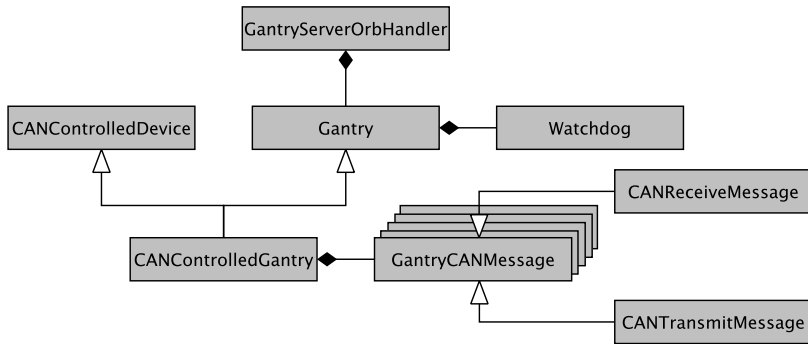 GantryServerOrbHandler
CANControlledDevice
Gantry
Watchdog
CANReceiveMessage
CANControlledGantry
GantryCANMessage
CANTransmitMessage